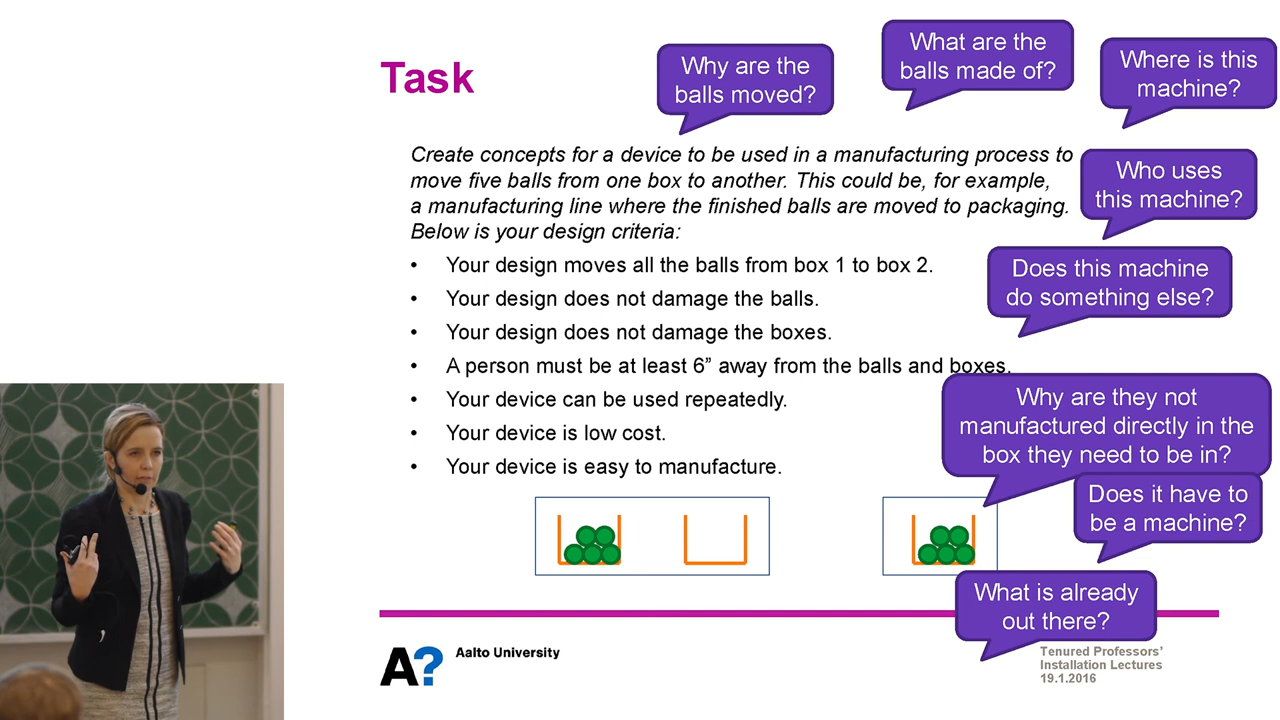 Task
Why are the
balls moved?
What are the
balls made of?
Where is this
machine?
Create concepts for a device to be used in a manufacturing process to
move five balls from one box to another. This could be, for example,
a manufacturing line where the finished balls are moved to packaging.
Below is your design criteria:
Who uses
this machine?
• Your design moves all the balls from box 1 to box 2.
• Your design does not damage the balls.
• Your design does not damage the boxes.
• A person must be at least 6” away from the balls and boxes.
• Your device can be used repeatedly.
• Your device is low cost.
• Your device is easy to manufacture.
Does this machine
do something else?
Why are they not
manufactured directly in the
box they need to be in?
Does it have to
be a machine?
What is already
out there?
A?
Aalto University
Tenured Professors’
Installation Lectures
19.1.2016